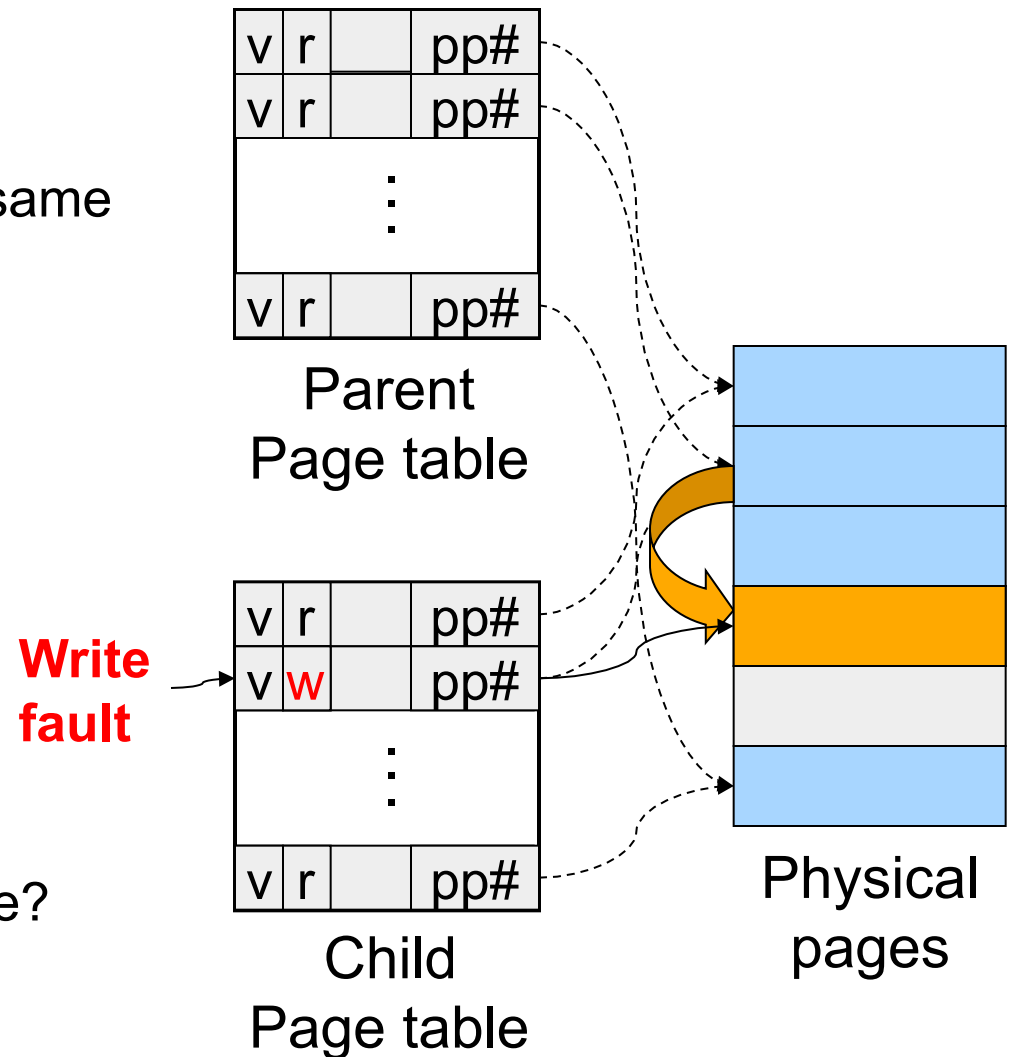 v r pp#
v r pp#
same
⋮
v r pp#
Parent
Page table
v r pp#
Write
fault
v w pp#
⋮
v r pp#
e?
Child
Page table
Physical
pages